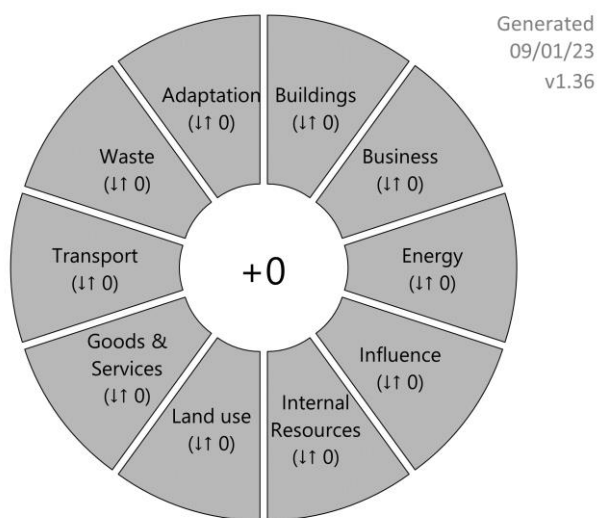 Generated
09/01/23
v1.36
Adaptation
(↓↑ 0)
Buildings
(↓↑ 0)
Business
(↓↑ 0)
Energy
(↓↑ 0)
Influence
(↓↑ 0)
Internal
Resources
(↓↑ 0)
Land use
(↓↑ 0)
Goods &
Services
(↓↑ 0)
Transport
(↓↑ 0)
Waste
(↓↑ 0)
+0